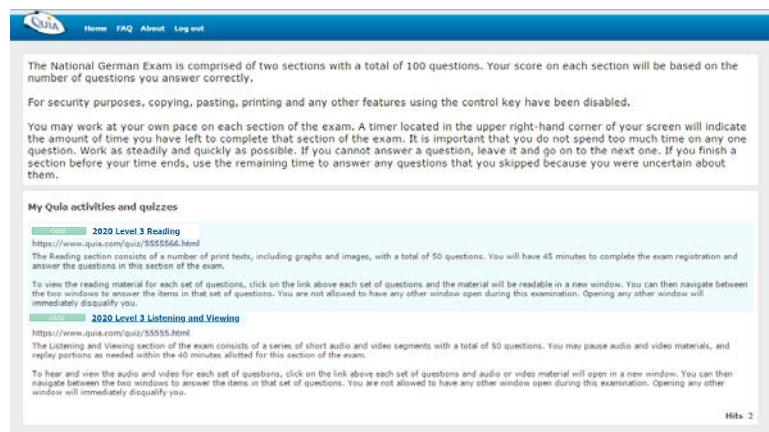 QUIA
Home FAQ About Log out
The National German Exam is comprised of two sections with a total of 100 questions. Your score on each section will be based on the
number of questions you answer correctly.
For security purposes, copying, pasting, printing and any other features using the control key have been disabled.
You may work at your own pace on each section of the exam. A timer located in the upper right-hand corner of your screen will indicate
the amount of time you have left to complete that section of the exam. It is important that you do not spend too much time on any one
question. Work as steadily and quickly as possible. If you cannot answer a question, leave it and go on to the next one. If you finish a
section before your time ends, use the remaining time to answer any questions that you skipped because you were uncertain about
them.
My Quia activities and quizzes
QUIZ 2020 Level 3 Reading
https://www.quia.com/quiz/5555566.html
The Reading section consists of a number of print texts, including graphs and images, with a total of 50 questions. You will have 45 minutes to complete the exam registration and
answer the questions in this section of the exam.
To view the reading material for each set of questions, click on the link above each set of questions and the material will be readable in a new window. You can then navigate between
the two windows to answer the items in that set of questions. You are not allowed to have any other window open during this examination. Opening any other window will
immediately disqualify you.
QUIZ 2020 Level 3 Listening and Viewing
https://www.quia.com/quiz/55555.html
The Listening and Viewing section of the exam consists of a series of short audio and video segments with a total of 50 questions. You may pause audio and video materials, and
replay portions as needed within the 40 minutes allotted for this section of the exam.
To hear and view the audio and video for each set of questions, click on the link above each set of questions and audio or video material will open in a new window. You can then
navigate between the two windows to answer the items in that set of questions. You are not allowed to have any other window open during this examination. Opening any other
window will immediately disqualify you.
Hits 2